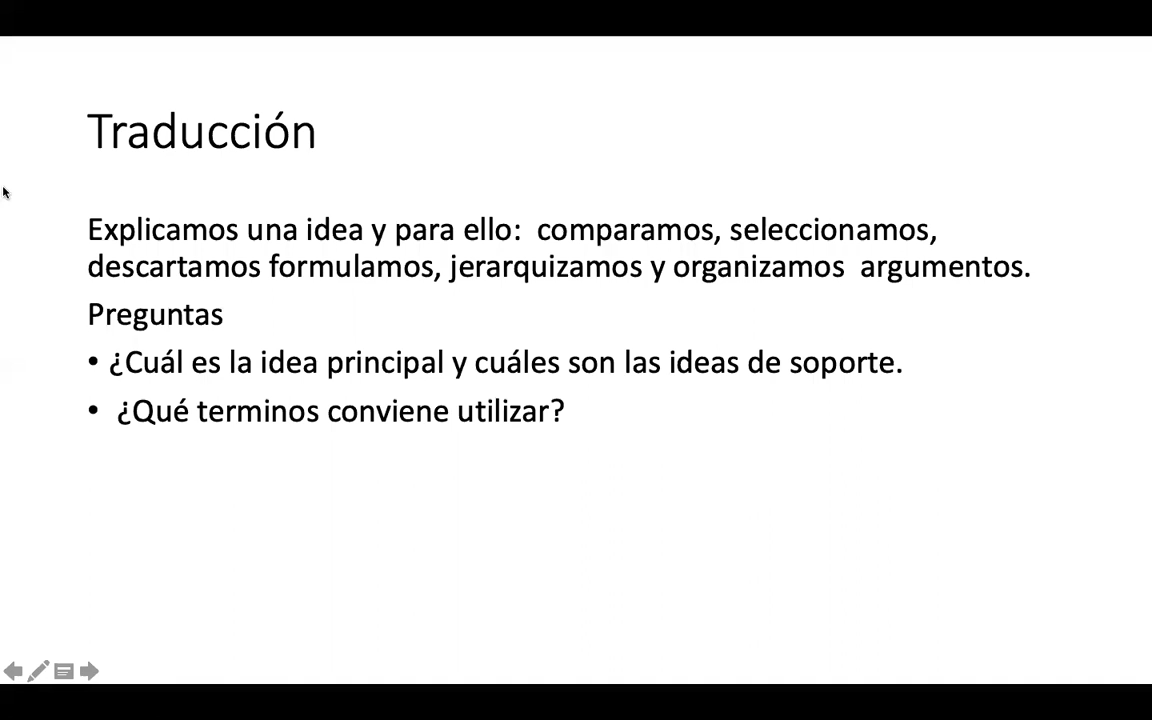 Traducción
Explicamos una idea y para ello:  comparamos, seleccionamos,
descartamos formulamos, jerarquizamos y organizamos  argumentos.
Preguntas
• ¿Cuál es la idea principal y cuáles son las ideas de soporte.
•  ¿Qué terminos conviene utilizar?